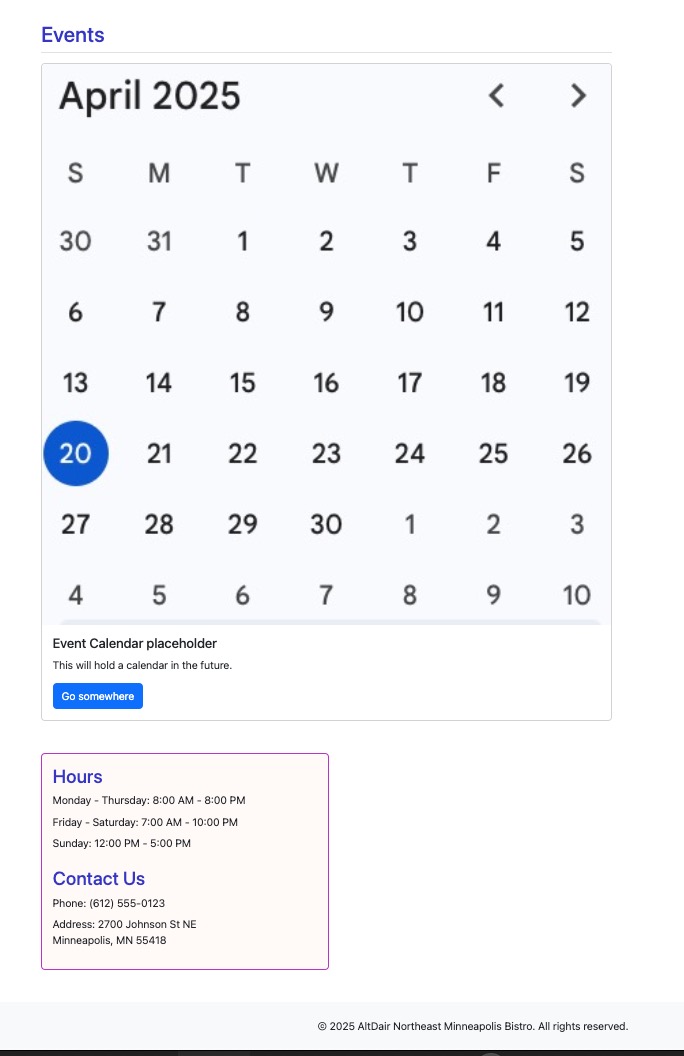 Events
April 2025
S M T W T F S
30 31 1 2 3 4 5
6 7 8 9 10 11 12
13 14 15 16 17 18 19
20 21 22 23 24 25 26
27 28 29 30 1 2 3
4 5 6 7 8 9 10
Event Calendar placeholder
This will hold a calendar in the future.
Go somewhere
Hours
Monday - Thursday: 8:00 AM - 8:00 PM
Friday - Saturday: 7:00 AM - 10:00 PM
Sunday: 12:00 PM - 5:00 PM
Contact Us
Phone: (612) 555-0123
Address: 2700 Johnson St NE
Minneapolis, MN 55418
© 2025 AltDair Northeast Minneapolis Bistro. All rights reserved.